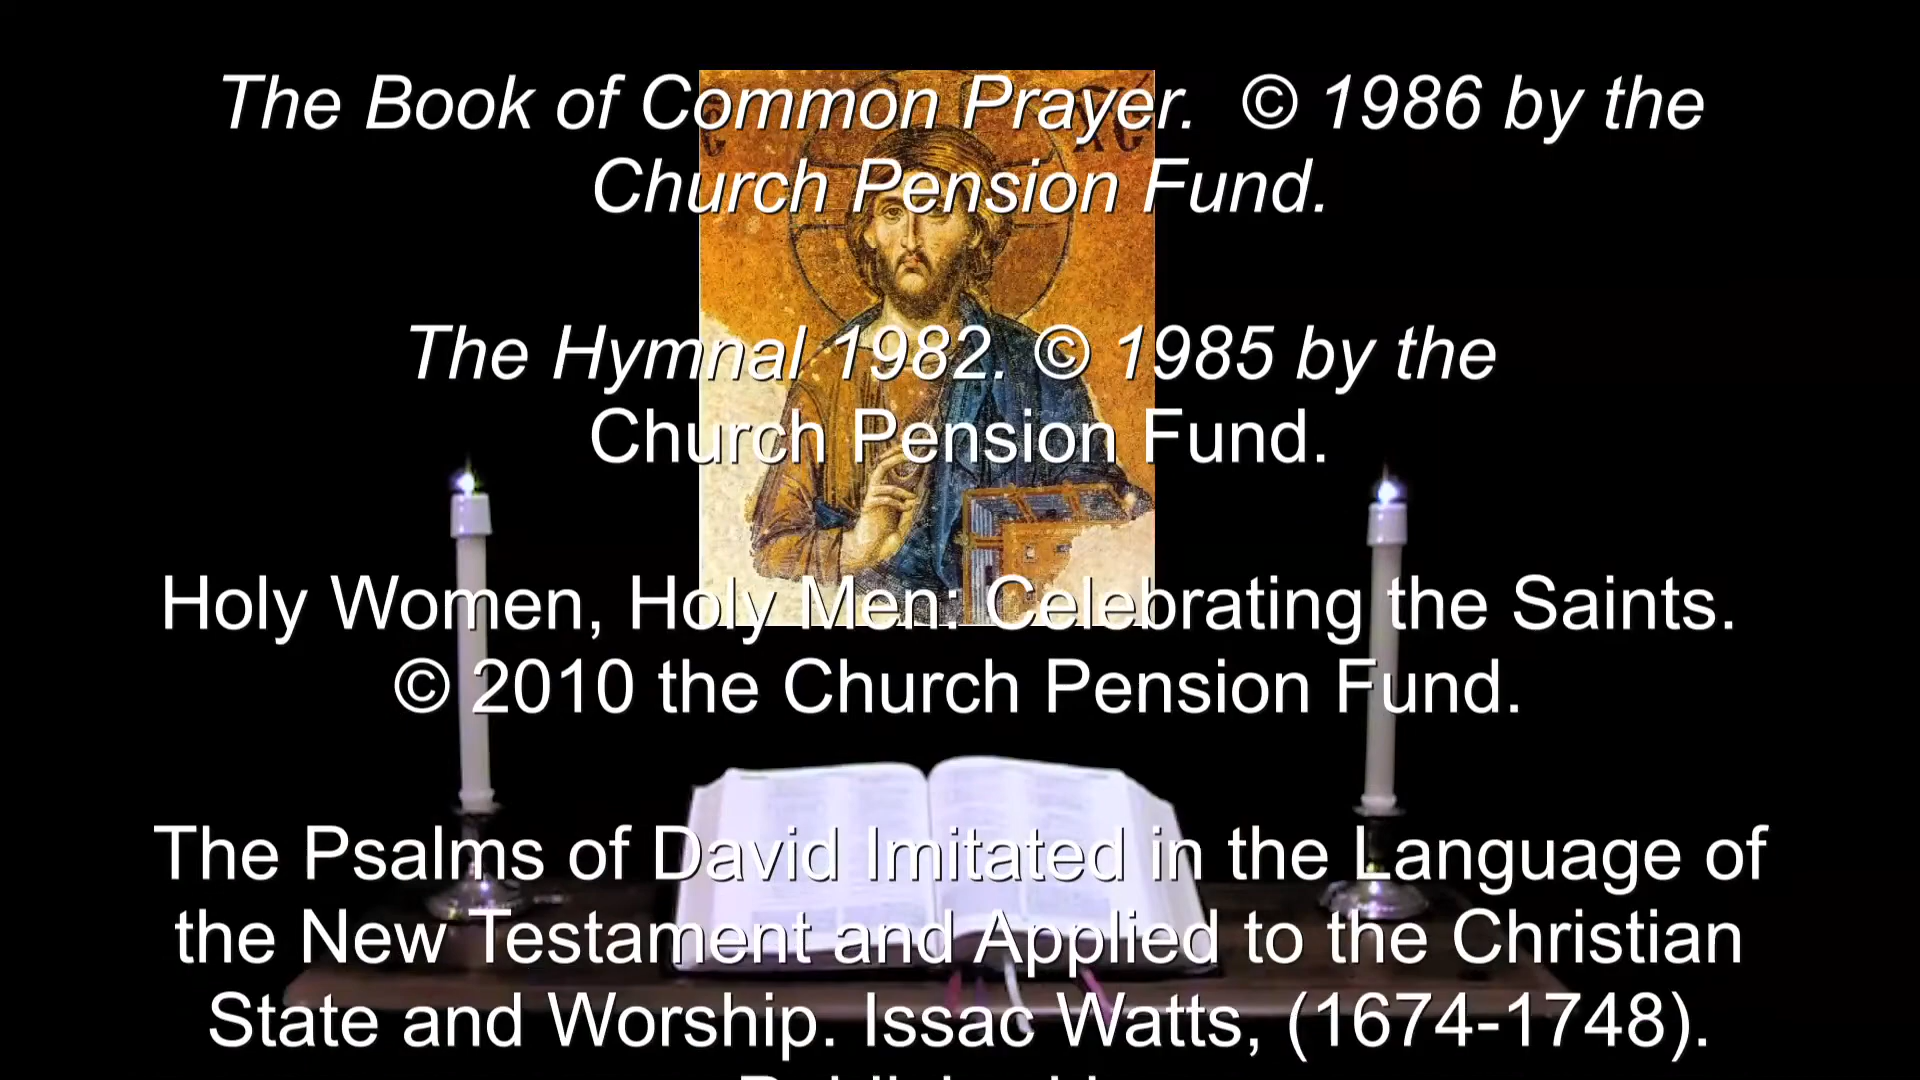 The Book of Common Prayer. © 1986 by the
Church Pension Fund.
The Hymnal 1982. © 1985 by the
Church Pension Fund.
Holy Women, Holy Men: Celebrating the Saints.
© 2010 the Church Pension Fund.
The Psalms of David Imitated in the Language of
the New Testament and Applied to the Christian
State and Worship. Issac Watts, (1674-1748).